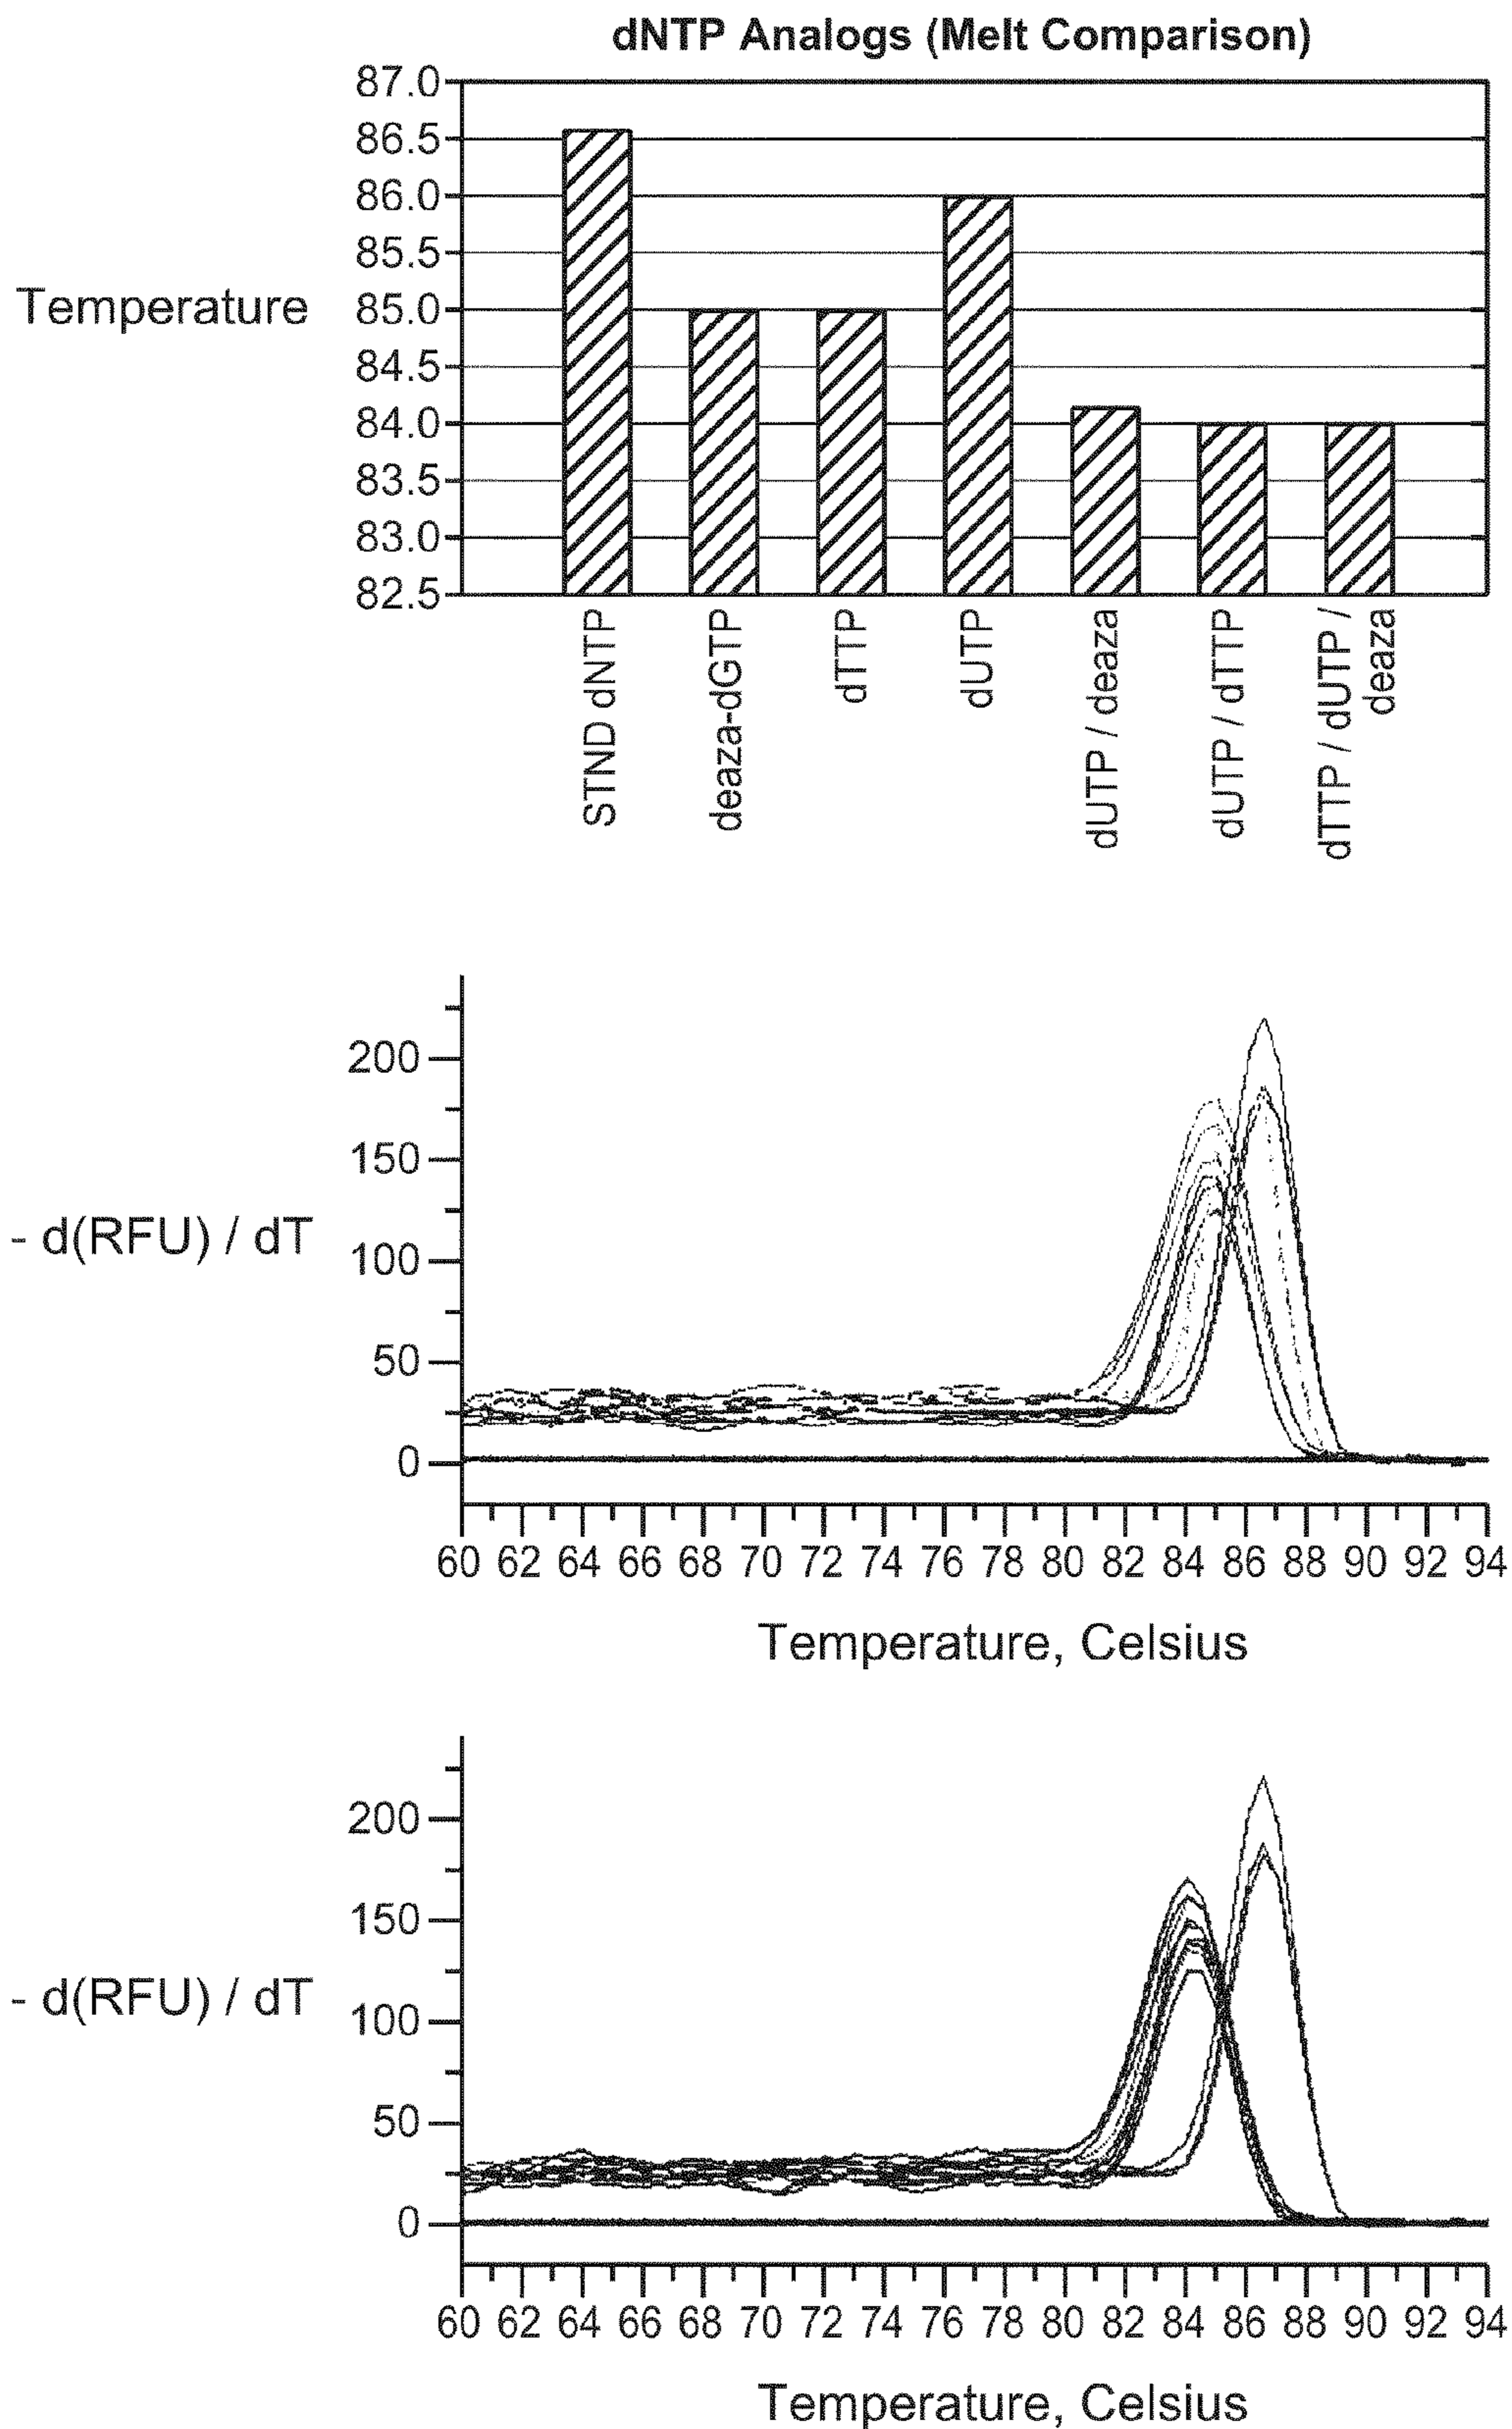 dNTP Analogs (Melt Comparison)
87.0
86.5
86.0
85.5
Temperature
85.0
84.5
84.0
83.5
83.0
82.5
STND dNTP
deaza-dGTP
dTTP
dUTP
dUTP / deaza
dUTP / dTTP
dTTP / dUTP /
deaza
200
150
- d(RFU) / dT
100
50
0
60 62 64 66 68 70 72 74 76 78 80 82 84 86 88 90 92 94
Temperature, Celsius
200
150
- d(RFU) / dT
100
50
0
60 62 64 66 68 70 72 74 76 78 80 82 84 86 88 90 92 94
Temperature, Celsius